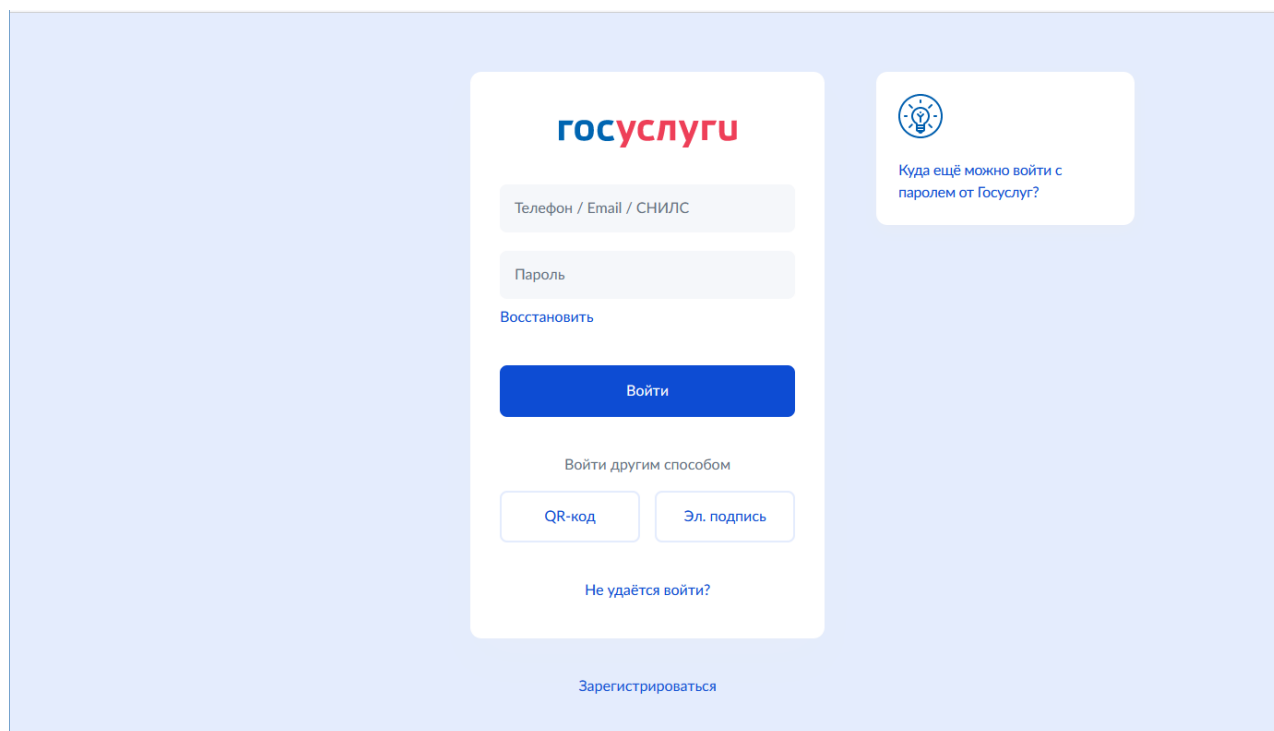 госуслуги
Телефон / Email / СНИЛС
Пароль
Восстановить
Войти
Войти другим способом
QR-код
Эл. подпись
Не удаётся войти?
Зарегистрироваться
Куда ещё можно войти с
паролем от Госуслуг?